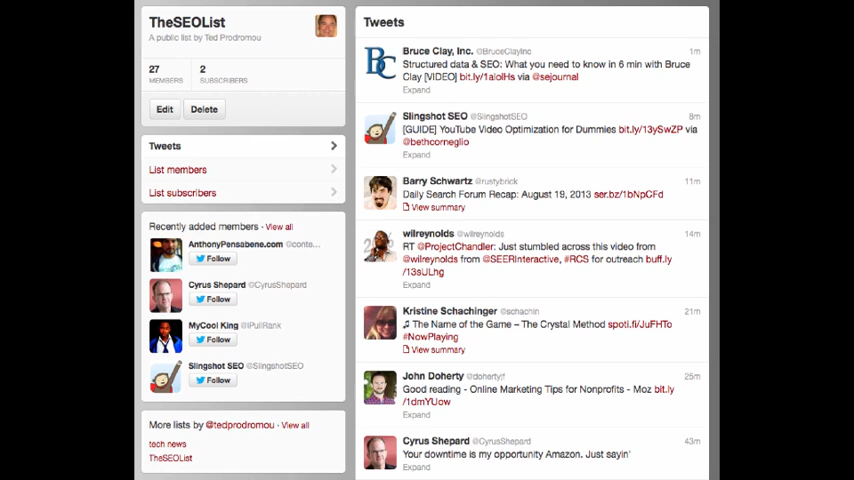 TheSEOList
A public list by Ted Prodromou
27
MEMBERS
2
SUBSCRIBERS
Edit
Delete
Tweets
List members
List subscribers
Recently added members · View all
AnthonyPensabene.com @conte...
Follow
Cyrus Shepard @CyrusShepard
Follow
MyCool King @iPullRank
Follow
Slingshot SEO @SlingshotSEO
Follow
More lists by @tedprodromou · View all
tech news
TheSEOList
Tweets
Bruce Clay, Inc. @BruceClayInc 1m
Structured data & SEO: What you need to know in 6 min with Bruce
Clay [VIDEO] bit.ly/1aloIHs via @sejournal
Expand
Slingshot SEO @SlingshotSEO 8m
[GUIDE] YouTube Video Optimization for Dummies bit.ly/13ySwZP via
@bethcorneglio
Expand
Barry Schwartz @rustybrick 11m
Daily Search Forum Recap: August 19, 2013 ser.bz/1bNpCFd
View summary
wilreynolds @wilreynolds 14m
RT @ProjectChandler: Just stumbled across this video from
@wilreynolds from @SEERInteractive, #RCS for outreach buff.ly
/13sULhg
Expand
Kristine Schachinger @schachin 21m
♫ The Name of the Game – The Crystal Method spoti.fi/JuFHTo
#NowPlaying
View summary
John Doherty @dohertyjf 25m
Good reading - Online Marketing Tips for Nonprofits - Moz bit.ly
/1dmYUow
Expand
Cyrus Shepard @CyrusShepard 43m
Your downtime is my opportunity Amazon. Just sayin'
Expand